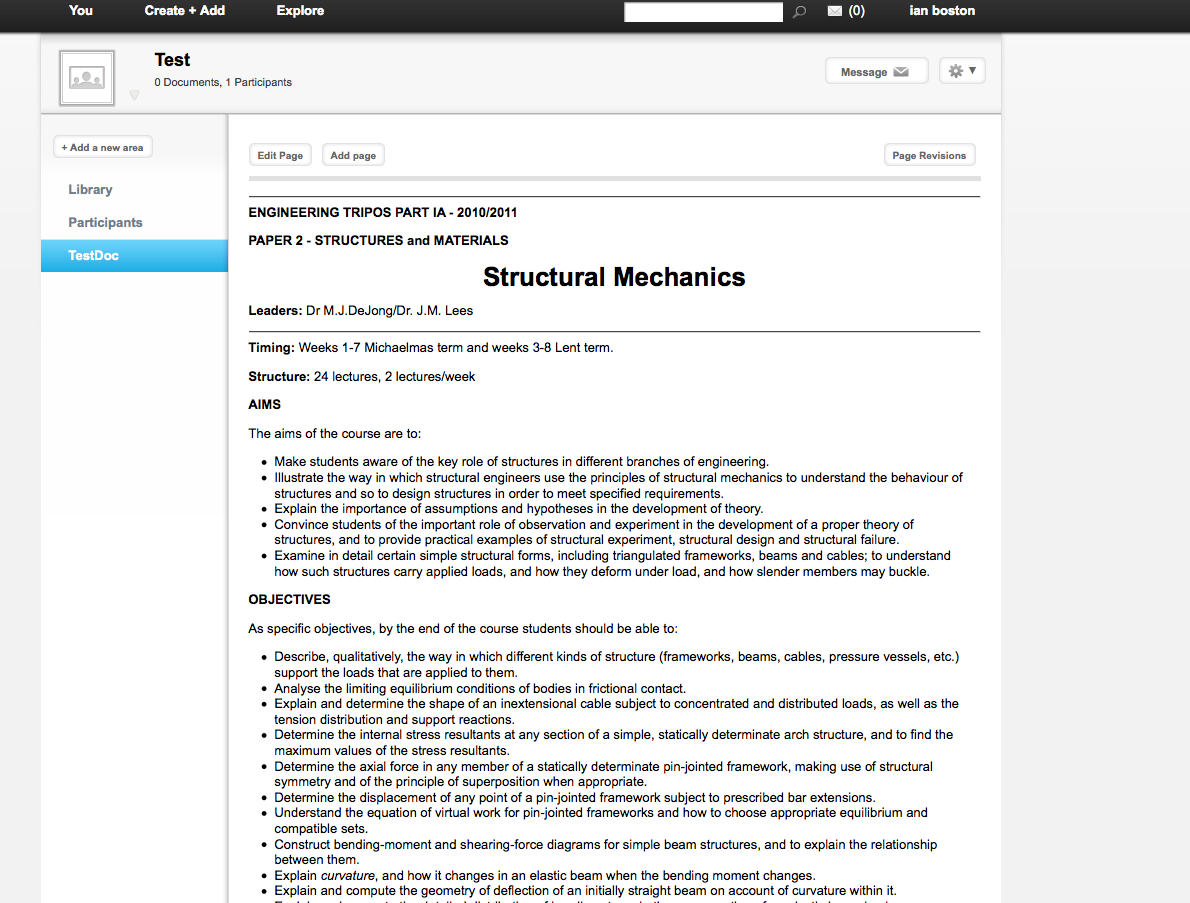 You Create + Add Explore (0) ian boston
Test
0 Documents, 1 Participants
Message
+ Add a new area
Library
Participants
TestDoc
Edit Page Add page Page Revisions
ENGINEERING TRIPOS PART IA - 2010/2011
PAPER 2 - STRUCTURES and MATERIALS
Structural Mechanics
Leaders: Dr M.J.DeJong/Dr. J.M. Lees
Timing: Weeks 1-7 Michaelmas term and weeks 3-8 Lent term.
Structure: 24 lectures, 2 lectures/week
AIMS
The aims of the course are to:
Make students aware of the key role of structures in different branches of engineering.
Illustrate the way in which structural engineers use the principles of structural mechanics to understand the behaviour of
structures and so to design structures in order to meet specified requirements.
Explain the importance of assumptions and hypotheses in the development of theory.
Convince students of the important role of observation and experiment in the development of a proper theory of
structures, and to provide practical examples of structural experiment, structural design and structural failure.
Examine in detail certain simple structural forms, including triangulated frameworks, beams and cables; to understand
how such structures carry applied loads, and how they deform under load, and how slender members may buckle.
OBJECTIVES
As specific objectives, by the end of the course students should be able to:
Describe, qualitatively, the way in which different kinds of structure (frameworks, beams, cables, pressure vessels, etc.)
support the loads that are applied to them.
Analyse the limiting equilibrium conditions of bodies in frictional contact.
Explain and determine the shape of an inextensional cable subject to concentrated and distributed loads, as well as the
tension distribution and support reactions.
Determine the internal stress resultants at any section of a simple, statically determinate arch structure, and to find the
maximum values of the stress resultants.
Determine the axial force in any member of a statically determinate pin-jointed framework, making use of structural
symmetry and of the principle of superposition when appropriate.
Determine the displacement of any point of a pin-jointed framework subject to prescribed bar extensions.
Understand the equation of virtual work for pin-jointed frameworks and how to choose appropriate equilibrium and
compatible sets.
Construct bending-moment and shearing-force diagrams for simple beam structures, and to explain the relationship
between them.
Explain curvature, and how it changes in an elastic beam when the bending moment changes.
Explain and compute the geometry of deflection of an initially straight beam on account of curvature within it.